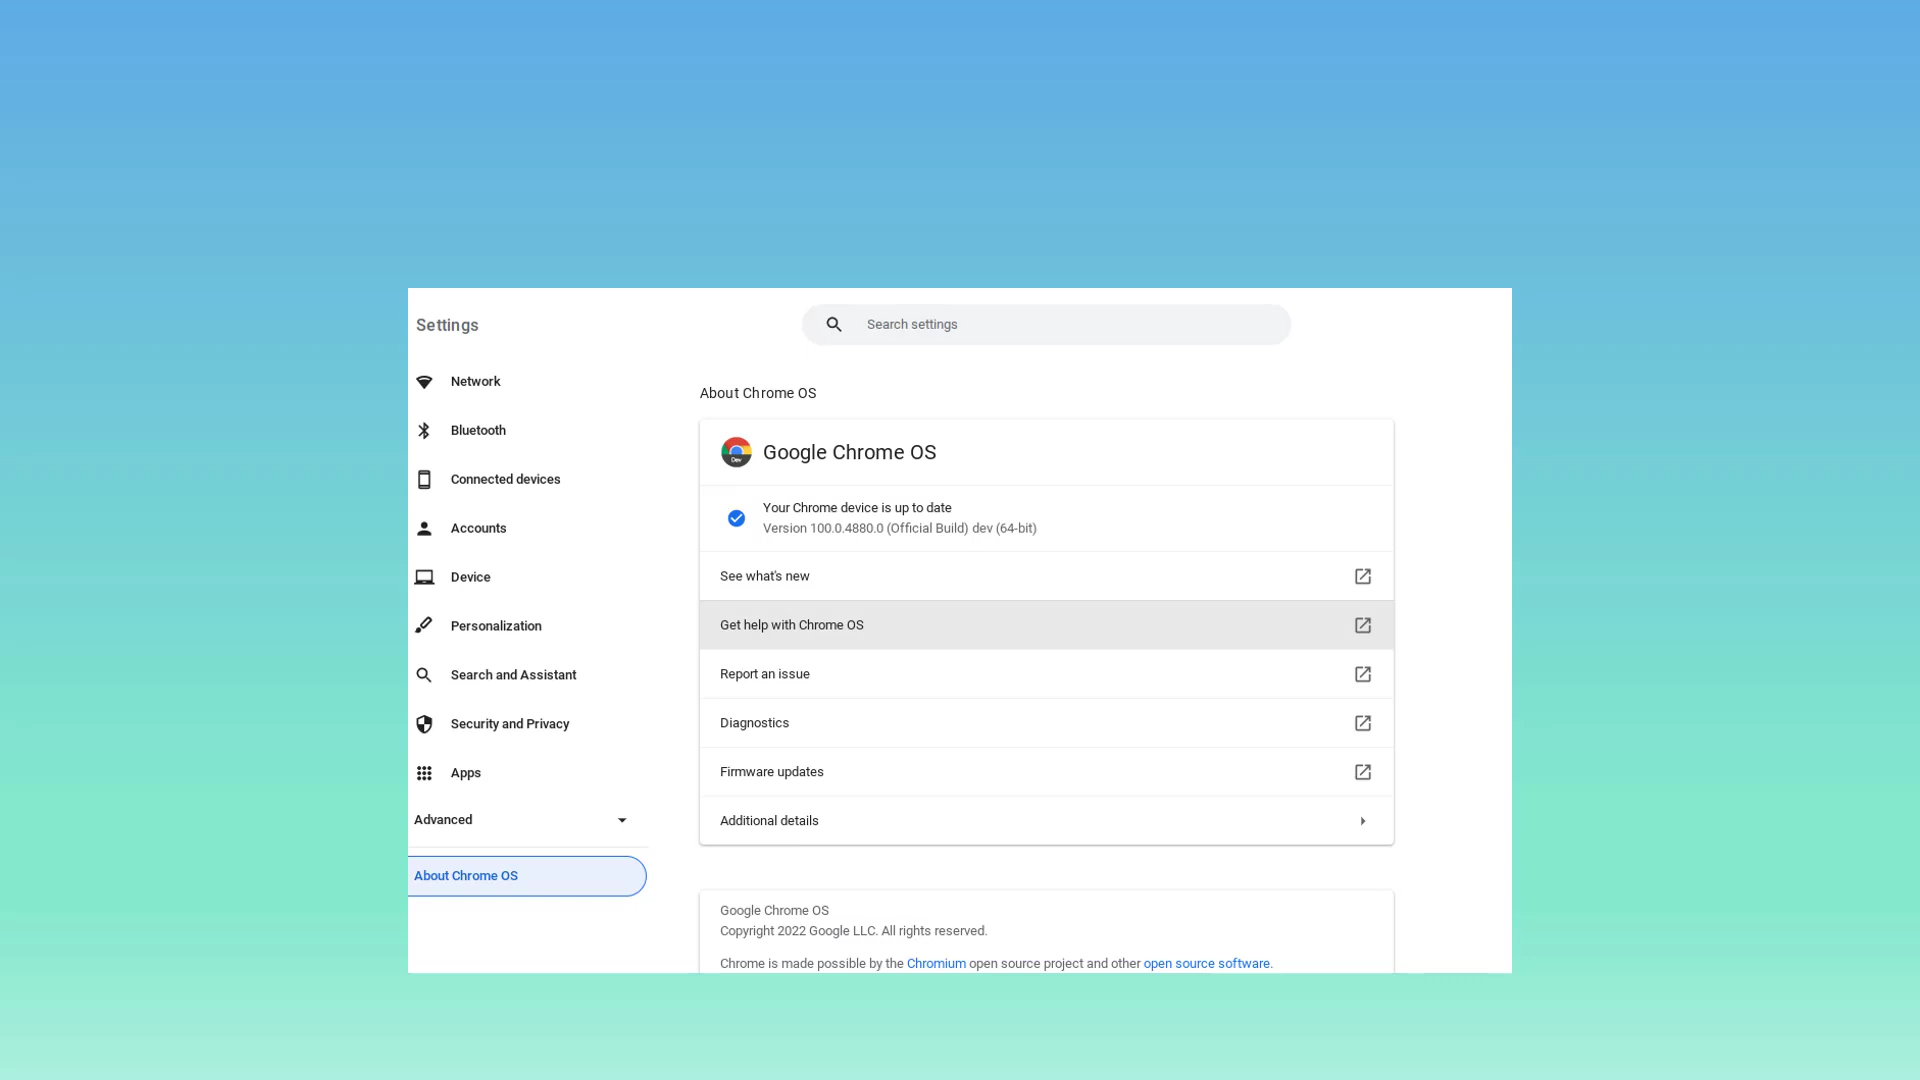 Settings
Search settings
Network
Bluetooth
Connected devices
Accounts
Device
Personalization
Search and Assistant
Security and Privacy
Apps
Advanced
About Chrome OS
About Chrome OS
Dev
Google Chrome OS
Your Chrome device is up to date
Version 100.0.4880.0 (Official Build) dev (64-bit)
See what's new
Get help with Chrome OS
Report an issue
Diagnostics
Firmware updates
Additional details
Google Chrome OS
Copyright 2022 Google LLC. All rights reserved.
Chrome is made possible by the Chromium open source project and other open source software.